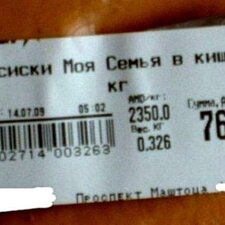 сиски Моя Семья в киш
кг
14.07.09 05:02
AMD/кг: Сумма,
2350.0
Вес, кг 76
0.326
02714 003263
Проспект Маштоца